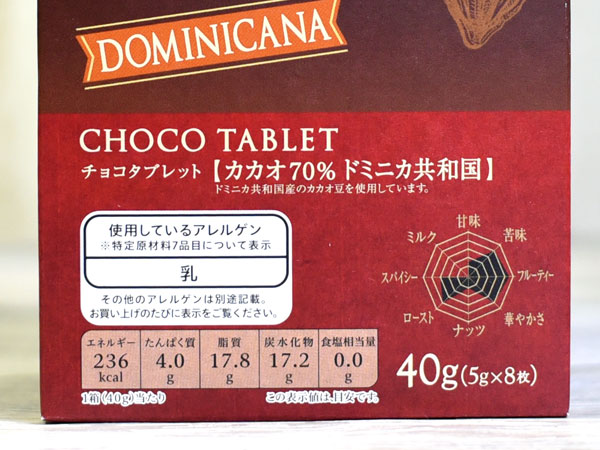 DOMINICANA
CHOCO TABLET
チョコタブレット【カカオ70% ドミニカ共和国】
ドミニカ共和国産のカカオ豆を使用しています。
使用しているアレルゲン
※特定原材料7品目について表示
乳
その他のアレルゲンは別途記載。
お買い上げのたびに表示をご覧ください。
甘味
苦味
フルーティー
華やかさ
ナッツ
ロースト
スパイシー
ミルク
エネルギー たんぱく質 脂質 炭水化物 食塩相当量
236 4.0 17.8 17.2 0.0
kcal g g g g
1箱(40g)当たり この表示値は、目安です。
40g(5g×8枚)